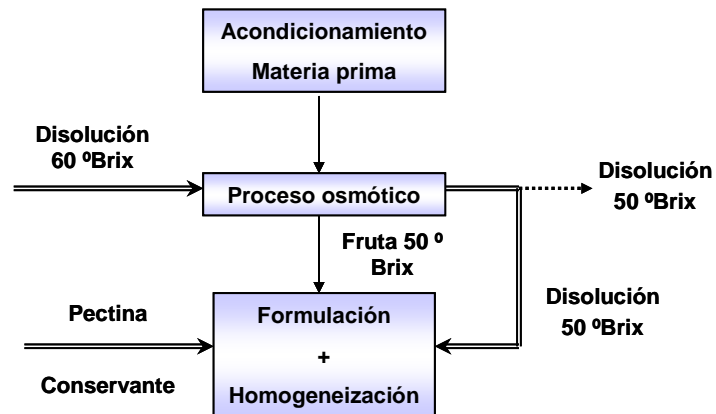 Acondicionamiento
Materia prima
Disolución
60 ºBrix
Proceso osmótico
Disolución
50 ºBrix
Fruta 50 º
Brix
Disolución
50 ºBrix
Pectina
Conservante
Formulación
+
Homogeneización